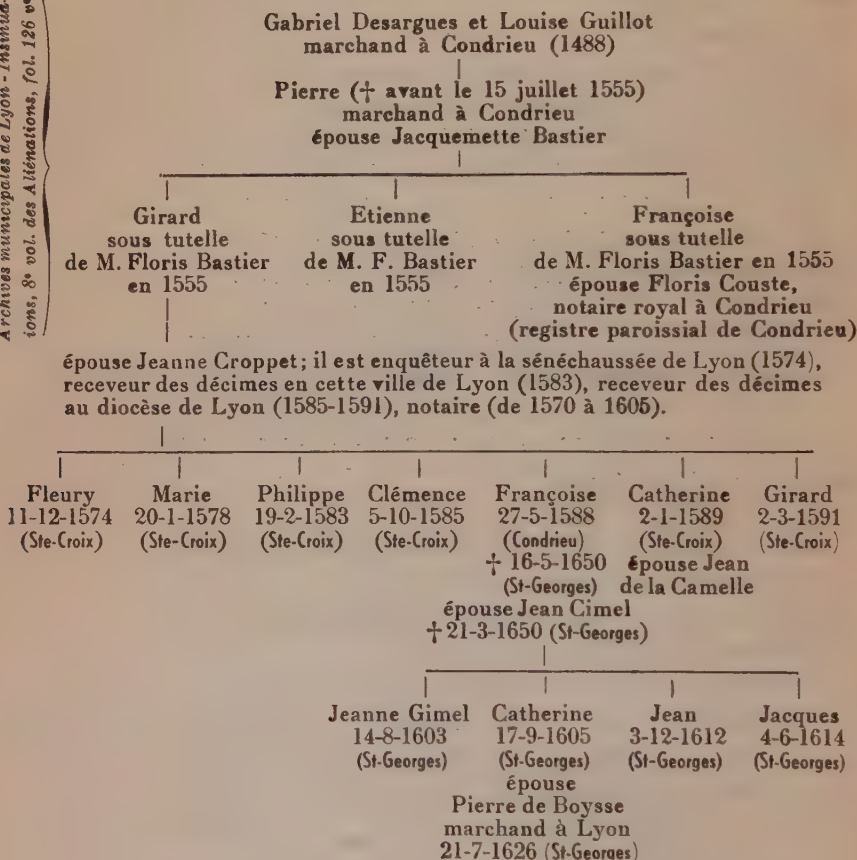 Archives municipales de Lyon - Insinua-
ions, 8e vol. des Aliénations, fol. 126 vo
Gabriel Desargues et Louise Guillot
marchand à Condrieu (1488)
Pierre († avant le 15 juillet 1555)
marchand à Condrieu
épouse Jacquemette Bastier
Girard
sous tutelle
de M. Floris Bastier
en 1555
Etienne
sous tutelle
de M. F. Bastier
en 1555
Françoise
sous tutelle
de M. Floris Bastier en 1555
épouse Floris Couste,
notaire royal à Condrieu
(registre paroissial de Condrieu)
épouse Jeanne Croppet; il est enquêteur à la sénéchaussée de Lyon (1574),
receveur des décimes en cette ville de Lyon (1583), receveur des décimes
au diocèse de Lyon (1585-1591), notaire (de 1570 à 1605).
Fleury
11-12-1574
(Ste-Croix)
Marie
20-1-1578
(Ste-Croix)
Philippe
19-2-1583
(Ste-Croix)
Clémence
5-10-1585
(Ste-Croix)
Françoise
27-5-1588
(Condrieu)
† 16-5-1650
(St-Georges)
épouse Jean Cimel
† 21-3-1650 (St-Georges)
Catherine
2-1-1589
(Ste-Croix)
épouse Jean
de la Camelle
Girard
2-3-1591
(Ste-Croix)
Jeanne Gimel
14-8-1603
(St-Georges)
Catherine
17-9-1605
(St-Georges)
épouse
Pierre de Boysse
marchand à Lyon
21-7-1626 (St-Georges)
Jean
3-12-1612
(St-Georges)
Jacques
4-6-1614
(St-Georges)